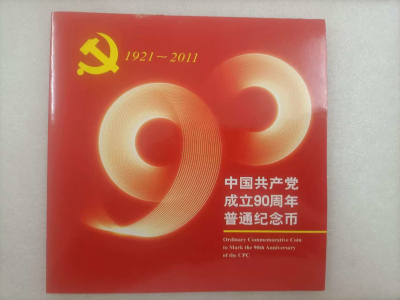 1921~2011
90
中国共产党
成立90周年
普通纪念币
Ordinary Commemorative Coin
to Mark the 90th Anniversary
of the CPC